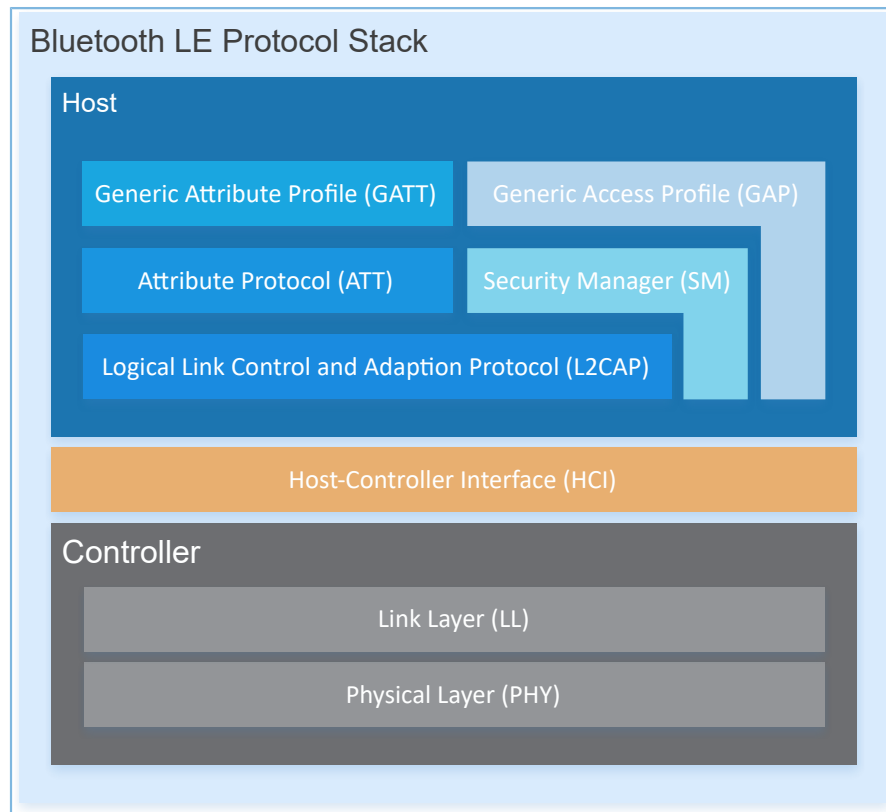 Bluetooth LE Protocol Stack
Host
Generic Attribute Profile (GATT)
Generic Access Profile (GAP)
Attribute Protocol (ATT)
Security Manager (SM)
Logical Link Control and Adaption Protocol (L2CAP)
Host-Controller Interface (HCI)
Controller
Link Layer (LL)
Physical Layer (PHY)